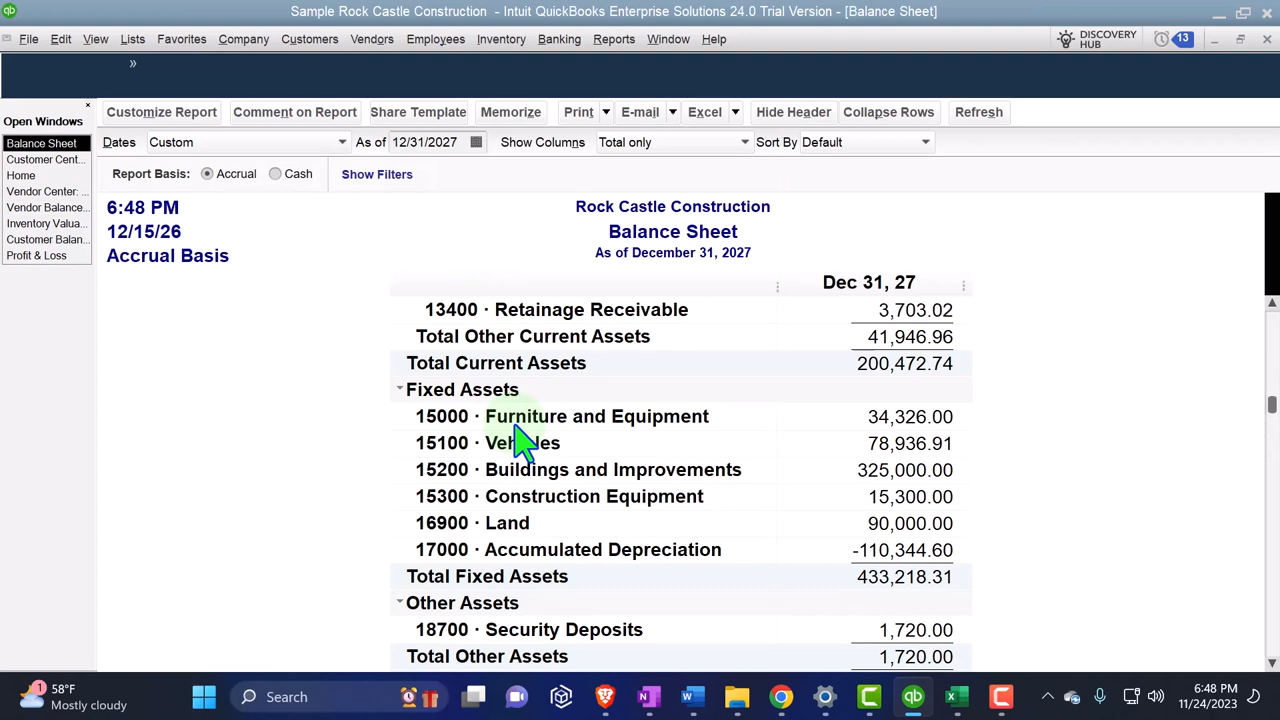 Sample Rock Castle Construction - Intuit QuickBooks Enterprise Solutions 24.0 Trial Version - [Balance Sheet]
File Edit View Lists Favorites Company Customers Vendors Employees Inventory Banking Reports Window Help
DISCOVERY HUB 13
»
Customize Report Comment on Report Share Template Memorize Print E-mail Excel Hide Header Collapse Rows Refresh
Open Windows
Dates Custom As of 12/31/2027 Show Columns Total only Sort By Default
Balance Sheet
Customer Cent...
Home
Vendor Center: ...
Vendor Balance...
Inventory Valua...
Customer Balan...
Profit & Loss
Report Basis: Accrual Cash Show Filters
6:48 PM
12/15/26
Accrual Basis
Rock Castle Construction
Balance Sheet
As of December 31, 2027
Dec 31, 27
13400 · Retainage Receivable 3,703.02
Total Other Current Assets 41,946.96
Total Current Assets 200,472.74
Fixed Assets
15000 · Furniture and Equipment 34,326.00
15100 · Vehicles 78,936.91
15200 · Buildings and Improvements 325,000.00
15300 · Construction Equipment 15,300.00
16900 · Land 90,000.00
17000 · Accumulated Depreciation -110,344.60
Total Fixed Assets 433,218.31
Other Assets
18700 · Security Deposits 1,720.00
Total Other Assets 1,720.00
1 58°F
Mostly cloudy
Search
6:48 PM
11/24/2023